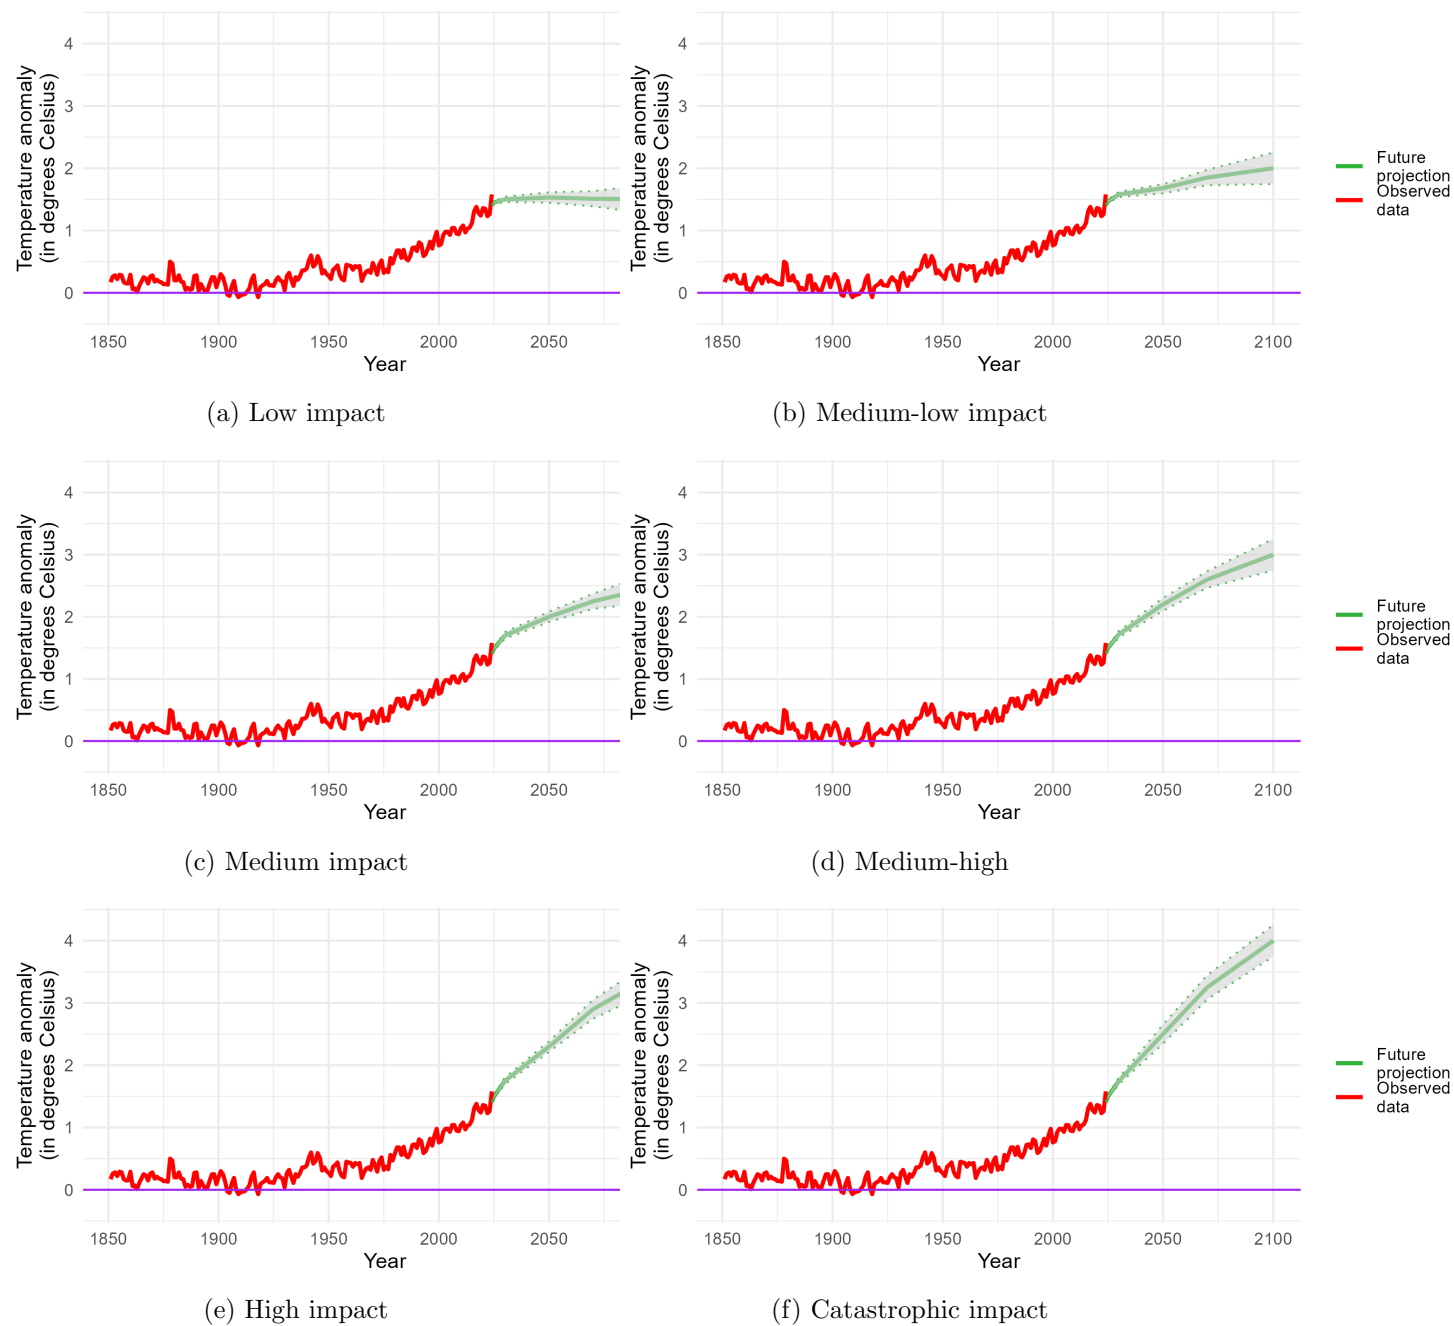 4
3
2
1
0
Temperature anomaly
(in degrees Celsius)
1850 1900 1950 2000 2050
Year
(a) Low impact
4
3
2
1
0
Temperature anomaly
(in degrees Celsius)
1850 1900 1950 2000 2050 2100
Year
Future
projection
Observed
data
(b) Medium-low impact
4
3
2
1
0
Temperature anomaly
(in degrees Celsius)
1850 1900 1950 2000 2050
Year
(c) Medium impact
4
3
2
1
0
Temperature anomaly
(in degrees Celsius)
1850 1900 1950 2000 2050 2100
Year
Future
projection
Observed
data
(d) Medium-high
4
3
2
1
0
Temperature anomaly
(in degrees Celsius)
1850 1900 1950 2000 2050
Year
(e) High impact
4
3
2
1
0
Temperature anomaly
(in degrees Celsius)
1850 1900 1950 2000 2050 2100
Year
Future
projection
Observed
data
(f) Catastrophic impact